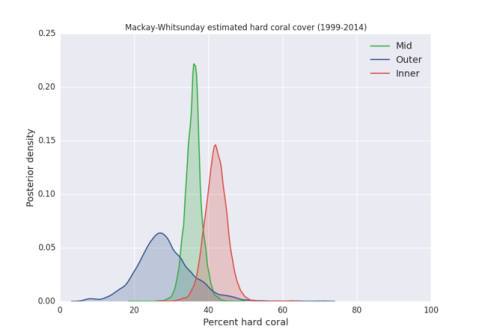 Mackay-Whitsunday estimated hard coral cover (1999-2014)
0.25
0.20
0.15
0.10
0.05
0.00
Posterior density
Mid
Outer
Inner
0 20 40 60 80 100
Percent hard coral